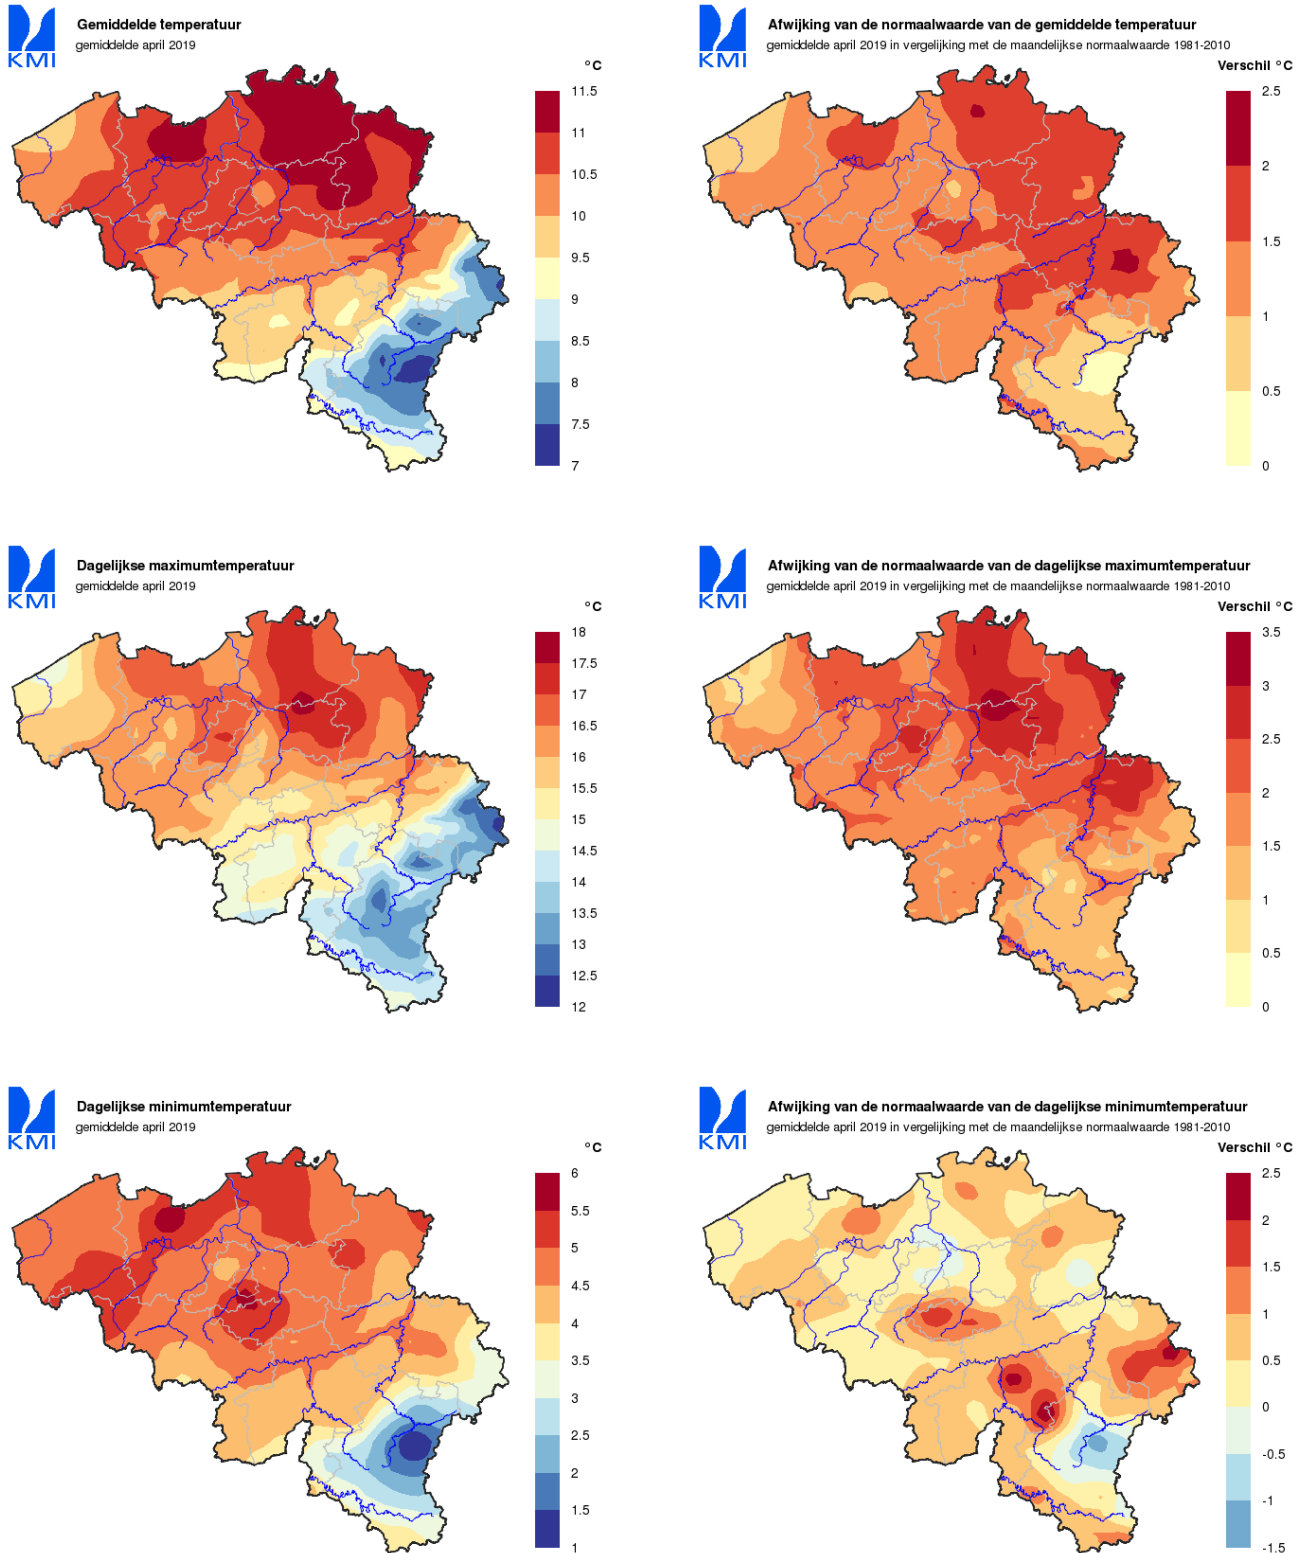 KMI
Gemiddelde temperatuur
gemiddelde april 2019
°C
11.5
11
10.5
10
9.5
9
8.5
8
7.5
7
KMI
Afwijking van de normaalwaarde van de gemiddelde temperatuur
gemiddelde april 2019 in vergelijking met de maandelijkse normaalwaarde 1981-2010
Verschil °C
2.5
2
1.5
1
0.5
0
KMI
Dagelijkse maximumtemperatuur
gemiddelde april 2019
°C
18
17.5
17
16.5
16
15.5
15
14.5
14
13.5
13
12.5
12
KMI
Afwijking van de normaalwaarde van de dagelijkse maximumtemperatuur
gemiddelde april 2019 in vergelijking met de maandelijkse normaalwaarde 1981-2010
Verschil °C
3.5
3
2.5
2
1.5
1
0.5
0
KMI
Dagelijkse minimumtemperatuur
gemiddelde april 2019
°C
6
5.5
5
4.5
4
3.5
3
2.5
2
1.5
1
KMI
Afwijking van de normaalwaarde van de dagelijkse minimumtemperatuur
gemiddelde april 2019 in vergelijking met de maandelijkse normaalwaarde 1981-2010
Verschil °C
2.5
2
1.5
1
0.5
0
-0.5
-1
-1.5